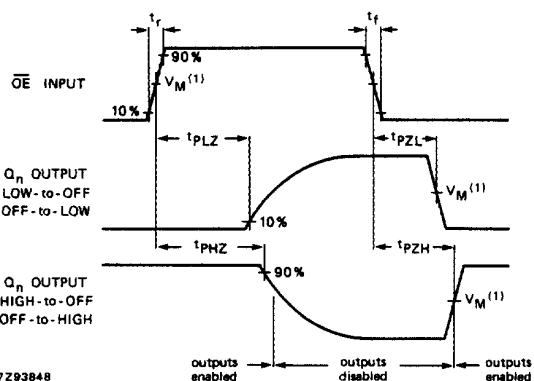 tr
tf
90%
OE INPUT
VM(1)
10%
tPLZ
tPZL
Qn OUTPUT
LOW-to-OFF
OFF-to-LOW
VM(1)
10%
tPHZ
tPZH
90%
Qn OUTPUT
HIGH-to-OFF
OFF-to-HIGH
VM(1)
outputs enabled
outputs disabled
outputs enabled
7Z93848